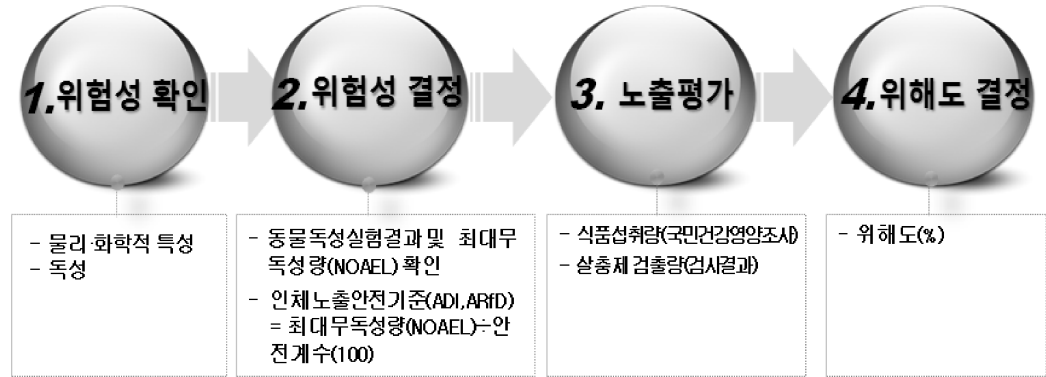 1.위험성 확인
2.위험성 결정
3. 노출평가
4.위해도 결정
- 물리·화학적 특성
- 독성
- 동물독성실험결과 및 최대무
독성량(NOAEL) 확인
- 인체노출안전기준(ADI,ARfD)
= 최대무독성량(NOAEL)÷안
전계수(100)
- 식품섭취량(국민건강영양조사)
- 살충제 검출량(검사결과)
- 위해도(%)